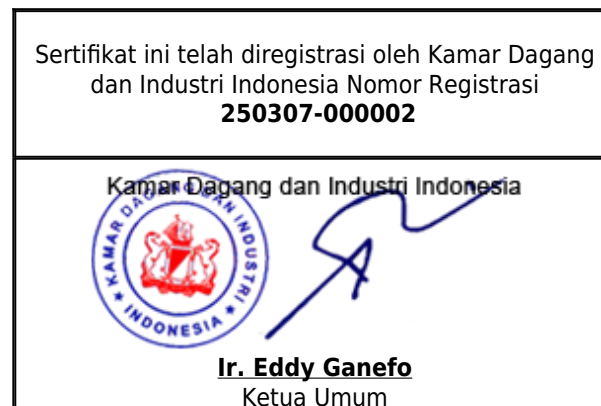 Sertifikat ini telah diregistrasi oleh Kamar Dagang
dan Industri Indonesia Nomor Registrasi
250307-000002
Kamar Dagang dan Industri Indonesia
KAMAR DAGANG DAN INDUSTRI
INDONESIA
Ir. Eddy Ganefo
Ketua Umum